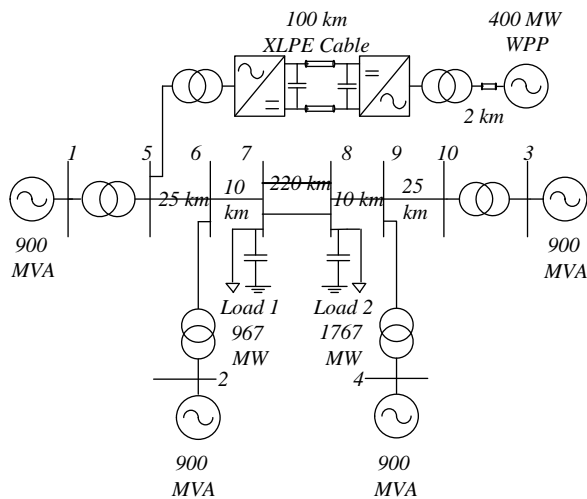 100 km
XLPE Cable
400 MW
WPP
2 km
1
5
6
7
8
9
10
3
25 km
10
km
220 km
10 km
25
km
900
MVA
900
MVA
Load 1
967
MW
Load 2
1767
MW
2
4
900
MVA
900
MVA